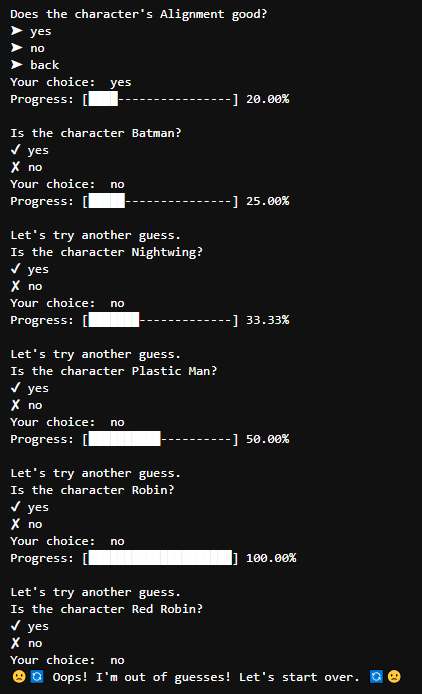 Does the character's Alignment good?
➤ yes
➤ no
➤ back
Your choice:  yes
Progress: [████----------------] 20.00%
Is the character Batman?
✓ yes
✗ no
Your choice:  no
Progress: [█████---------------] 25.00%
Let's try another guess.
Is the character Nightwing?
✓ yes
✗ no
Your choice:  no
Progress: [███████-------------] 33.33%
Let's try another guess.
Is the character Plastic Man?
✓ yes
✗ no
Your choice:  no
Progress: [██████████----------] 50.00%
Let's try another guess.
Is the character Robin?
✓ yes
✗ no
Your choice:  no
Progress: [████████████████████] 100.00%
Let's try another guess.
Is the character Red Robin?
✓ yes
✗ no
Your choice:  no
🙁🔄 Oops! I'm out of guesses! Let's start over. 🔄🙁